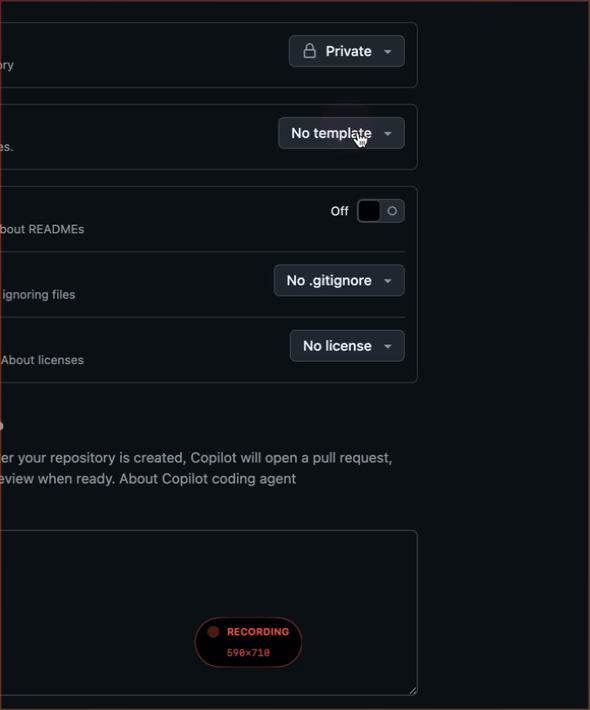 Private
ory
No template
es.
Off
bout READMEs
No .gitignore
ignoring files
No license
About licenses
er your repository is created, Copilot will open a pull request,
eview when ready. About Copilot coding agent
RECORDING
590×710